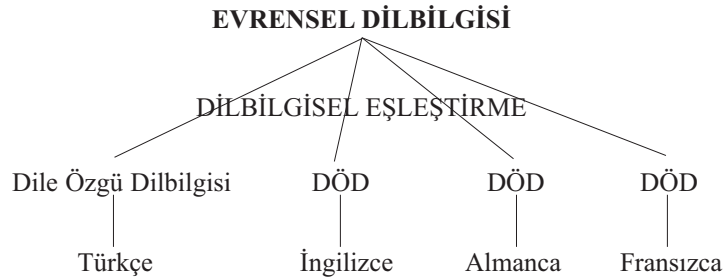 EVRENSEL DİLBİLGİSİ
DİLBİLGİSEL EŞLEŞTİRME
Dile Özgü Dilbilgisi DÖD DÖD DÖD
Türkçe İngilizce Almanca Fransızca